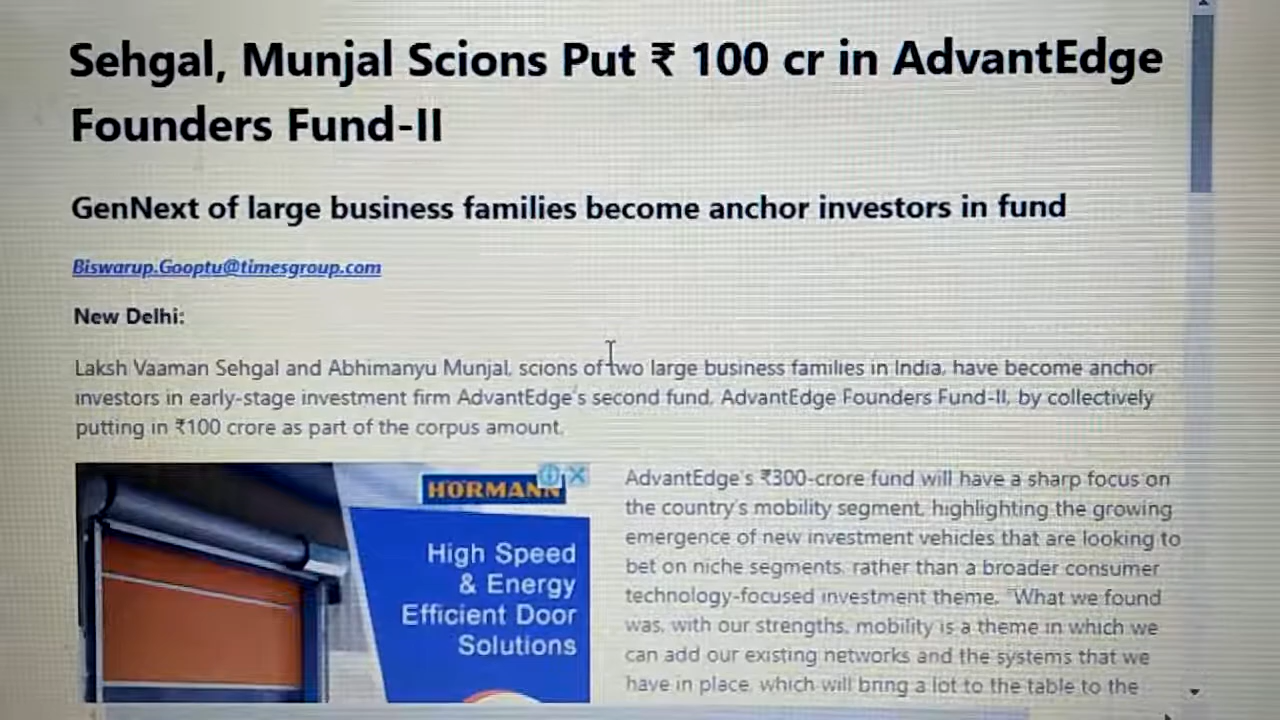 Sehgal, Munjal Scions Put ₹ 100 cr in AdvantEdge
Founders Fund-II
GenNext of large business families become anchor investors in fund
Biswarup.Gooptu@timesgroup.com
New Delhi:
Laksh Vaaman Sehgal and Abhimanyu Munjal, scions of two large business families in India, have become anchor
investors in early-stage investment firm AdvantEdge's second fund, AdvantEdge Founders Fund-II, by collectively
putting in ₹100 crore as part of the corpus amount.
HÖRMANN
High Speed
& Energy
Efficient Door
Solutions
AdvantEdge's ₹300-crore fund will have a sharp focus on
the country's mobility segment, highlighting the growing
emergence of new investment vehicles that are looking to
bet on niche segments, rather than a broader consumer
technology-focused investment theme. "What we found
was, with our strengths, mobility is a theme in which we
can add our existing networks and the systems that we
have in place, which will bring a lot to the table to the